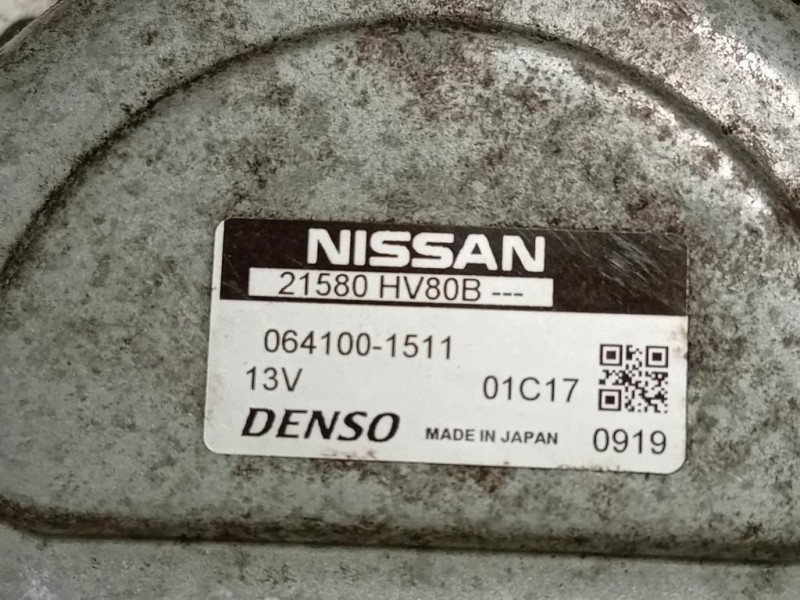 NISSAN
21580 HV80B ---
064100-1511
13V 01C17
DENSO MADE IN JAPAN 0919